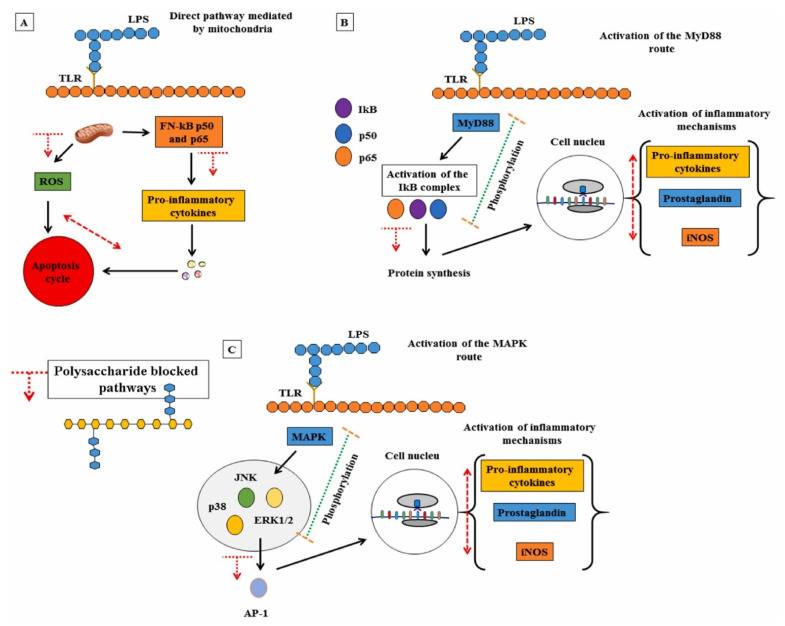 A
Direct pathway mediated
by mitochondria
LPS
TLR
FN-kB p50
and p65
ROS
Pro-inflammatory
cytokines
Apoptosis
cycle
B
LPS
Activation of the MyD88
route
TLR
IkB
p50
p65
MyD88
Activation of the
IkB complex
Phosphorylation
Protein synthesis
Cell nucleu
Activation of inflammatory
mechanisms
Pro-inflammatory
cytokines
Prostaglandin
iNOS
Polysaccharide blocked
pathways
C
LPS
Activation of the MAPK
route
TLR
MAPK
JNK
p38
ERK1/2
Phosphorylation
AP-1
Cell nucleu
Activation of inflammatory
mechanisms
Pro-inflammatory
cytokines
Prostaglandin
iNOS